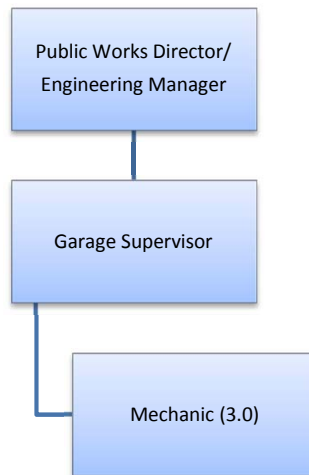 Public Works Director/
Engineering Manager
Garage Supervisor
Mechanic (3.0)